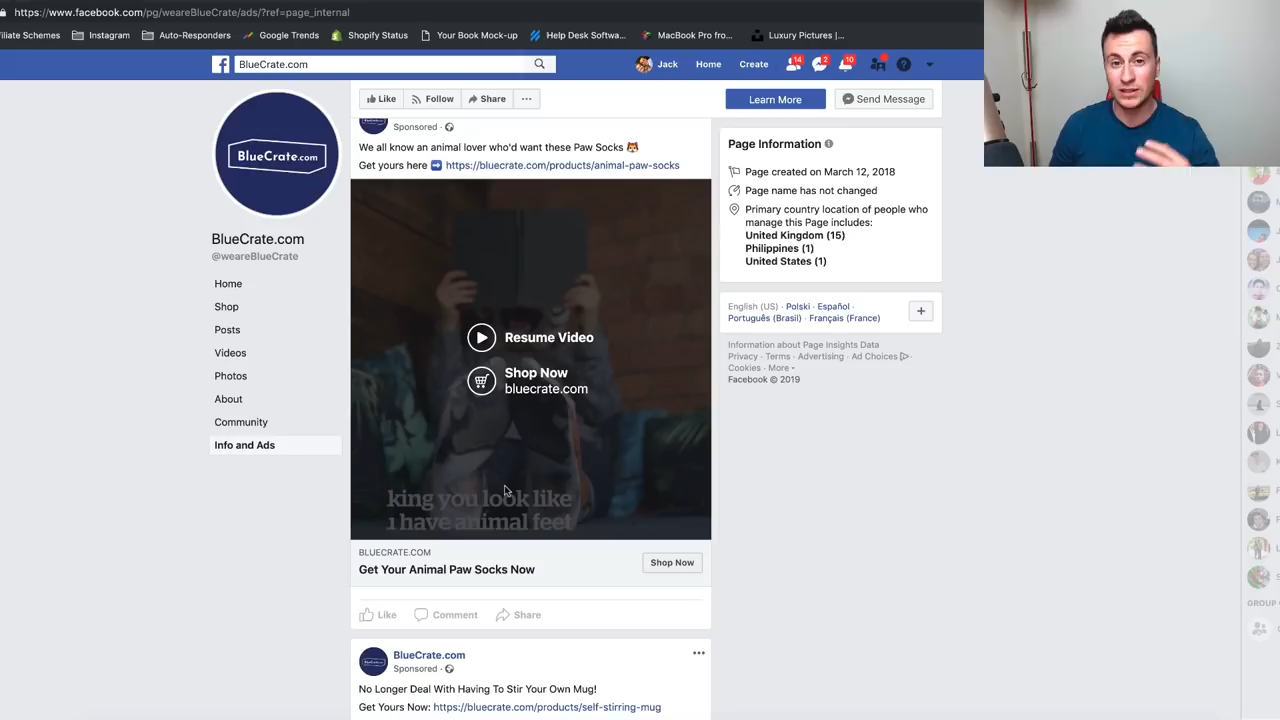 https://www.facebook.com/pg/weareBlueCrate/ads/?ref=page_internal
iliate Schemes
Instagram
Auto-Responders
Google Trends
Shopify Status
Your Book Mock-up
Help Desk Softwa...
MacBook Pro fro...
Luxury Pictures |...
BlueCrate.com
Jack
Home
Create
14
2
10
Like
Follow
Share
Learn More
Send Message
BlueCrate.com
BlueCrate.com
@weareBlueCrate
Home
Shop
Posts
Videos
Photos
About
Community
Info and Ads
Sponsored ·
We all know an animal lover who'd want these Paw Socks 🦊
Get yours here ➡️ https://bluecrate.com/products/animal-paw-socks
Resume Video
Shop Now
bluecrate.com
king you look like
ı have animal feet
BLUECRATE.COM
Get Your Animal Paw Socks Now
Shop Now
Like
Comment
Share
BlueCrate.com
Sponsored ·
No Longer Deal With Having To Stir Your Own Mug!
Get Yours Now: https://bluecrate.com/products/self-stirring-mug
Page Information
Page created on March 12, 2018
Page name has not changed
Primary country location of people who
manage this Page includes:
United Kingdom (15)
Philippines (1)
United States (1)
English (US) · Polski · Español ·
Português (Brasil) · Français (France)
Information about Page Insights Data
Privacy · Terms · Advertising · Ad Choices ·
Cookies · More
Facebook © 2019
GROUP